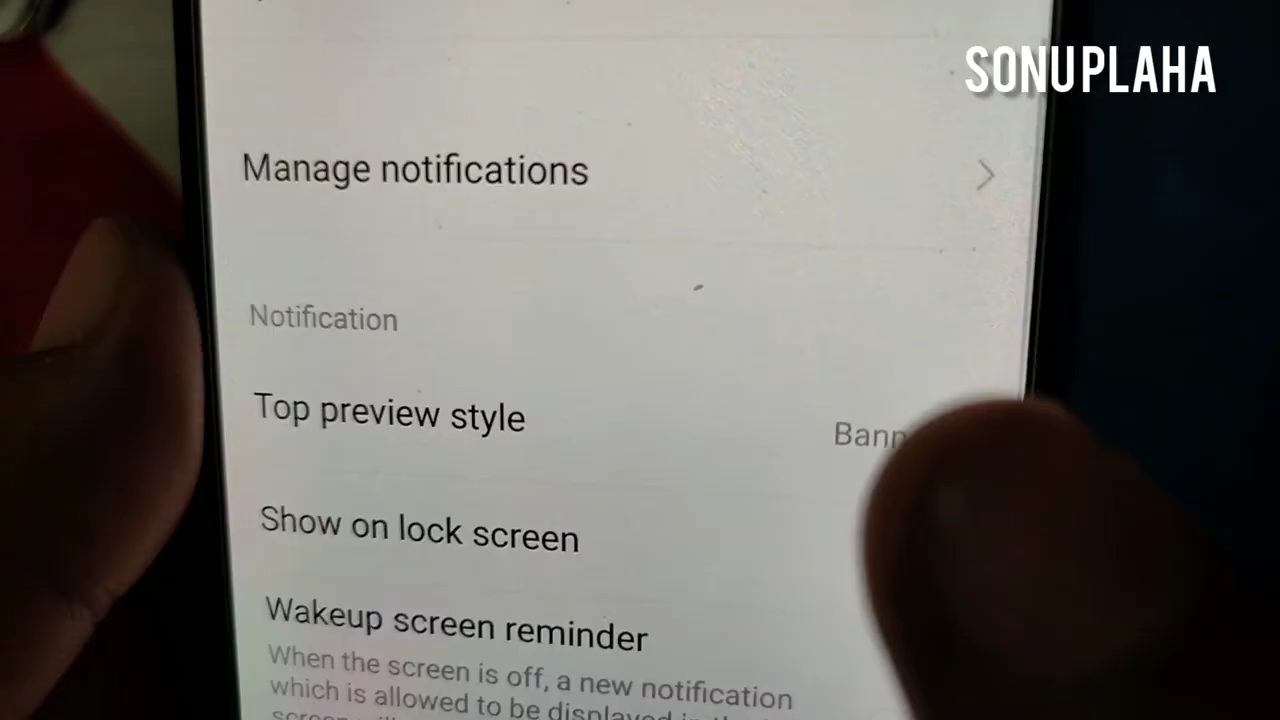 SONUPLAHA
Manage notifications
Notification
Top preview style
Show on lock screen
Wakeup screen reminder
When the screen is off, a new notification
which is allowed to be displayed